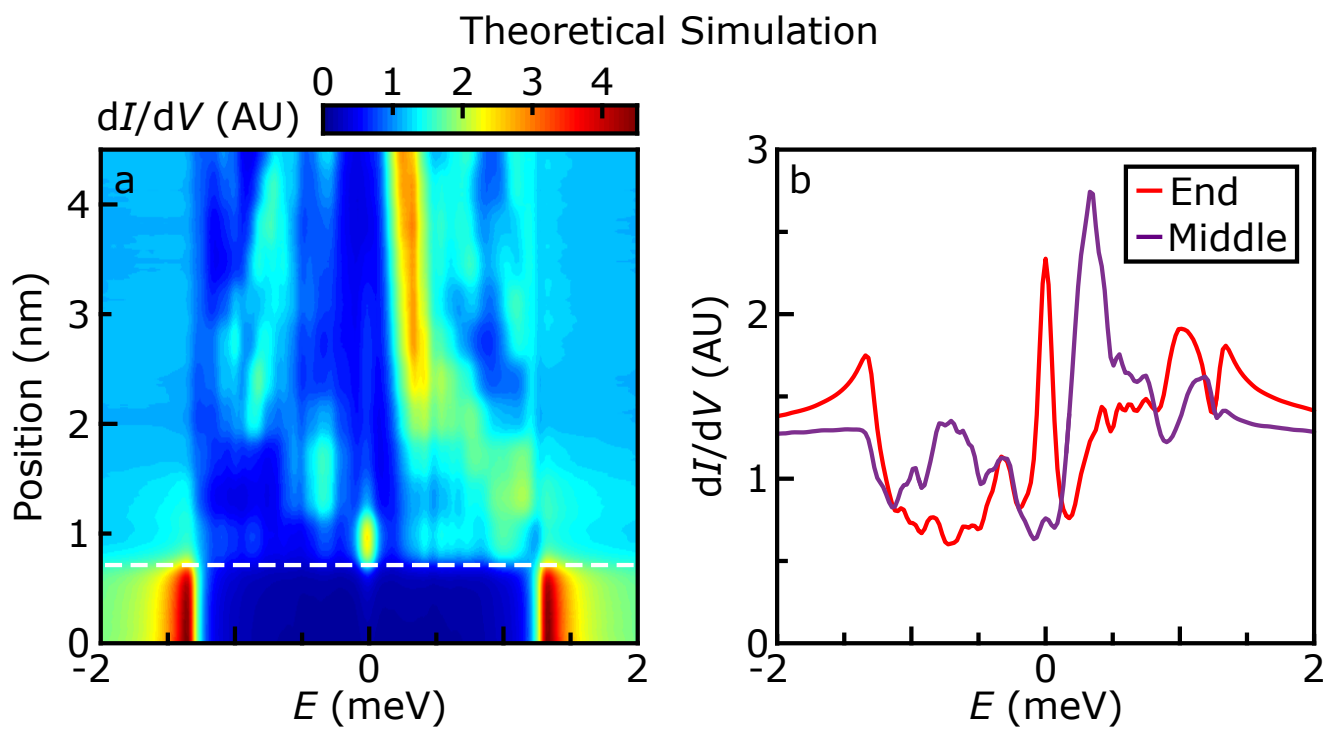 Theoretical Simulation
dI/dV (AU)
0 1 2 3 4
a
4
3
2
1
0
Position (nm)
-2 0 2
E (meV)
b
End
Middle
3
2
1
0
dI/dV (AU)
-2 0 2
E (meV)